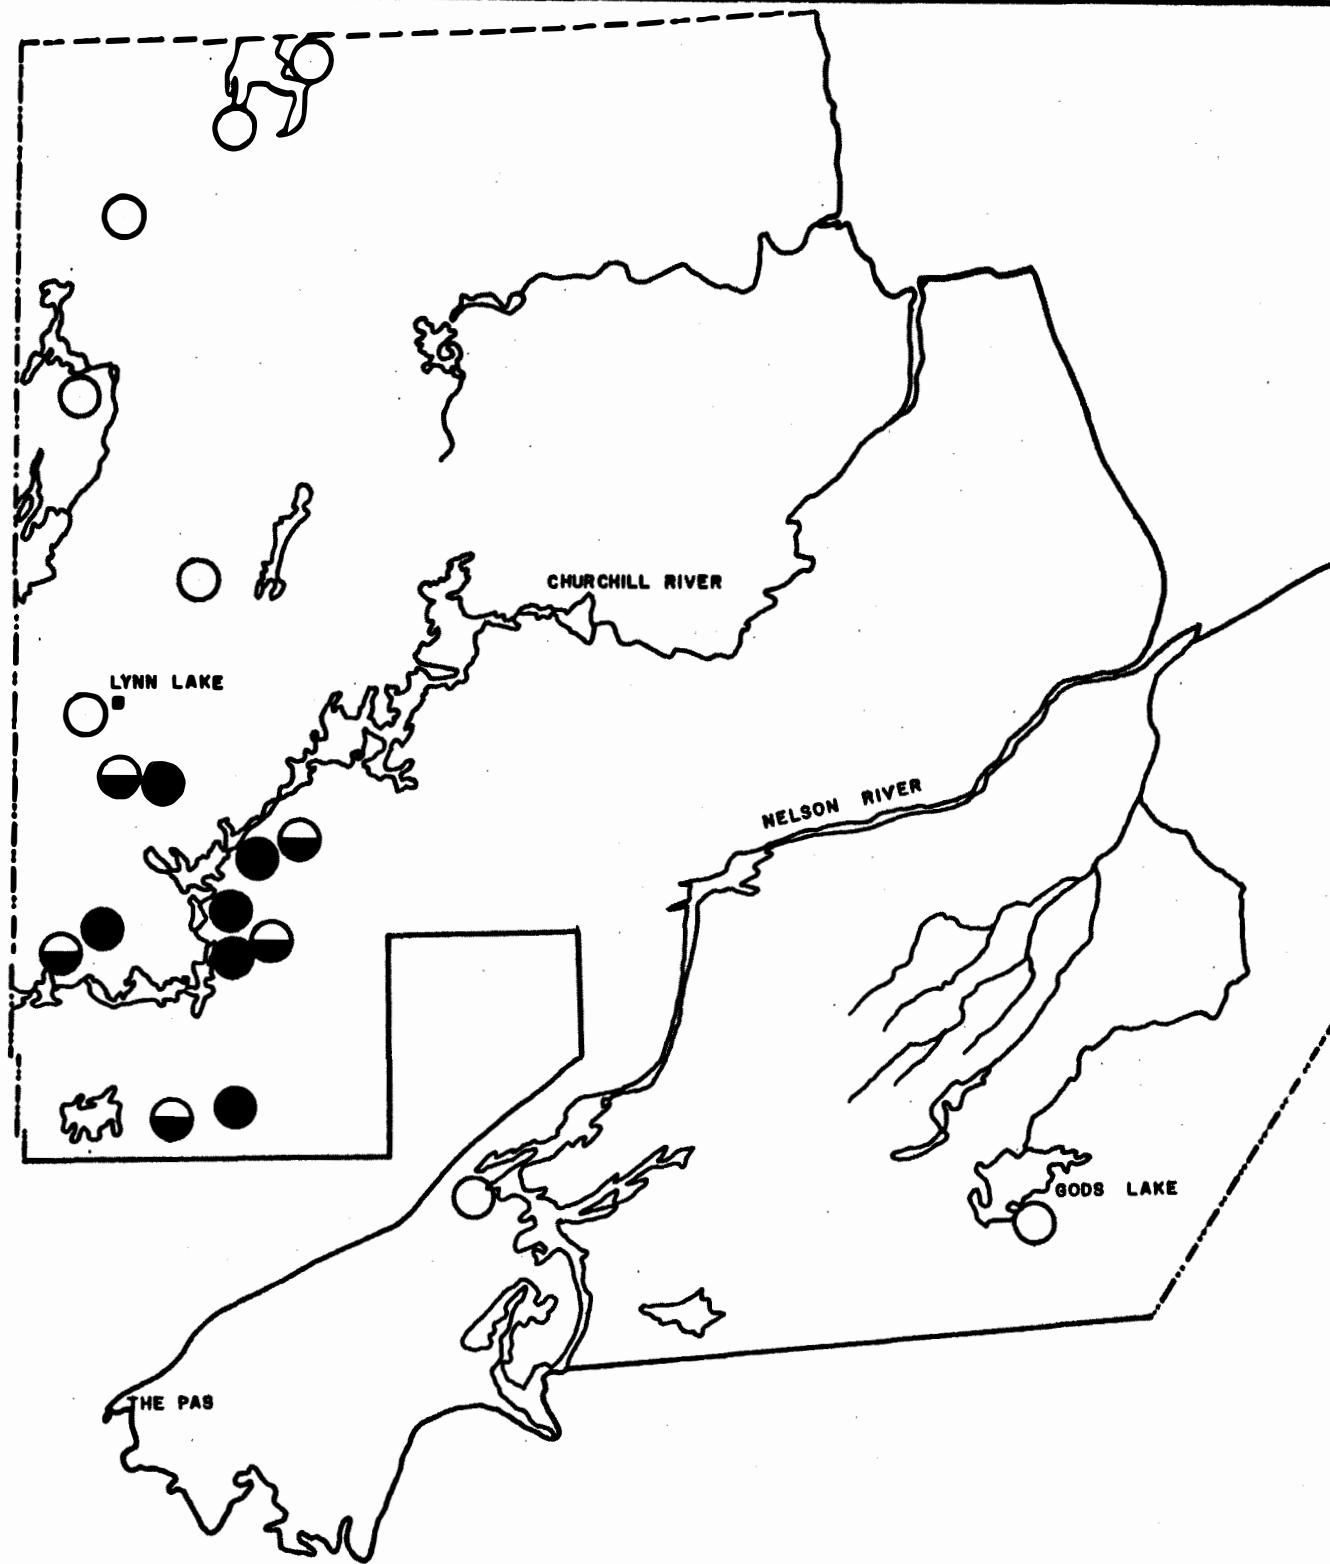 CHURCHILL RIVER
LYNN LAKE
NELSON RIVER
GODS LAKE
THE PAS